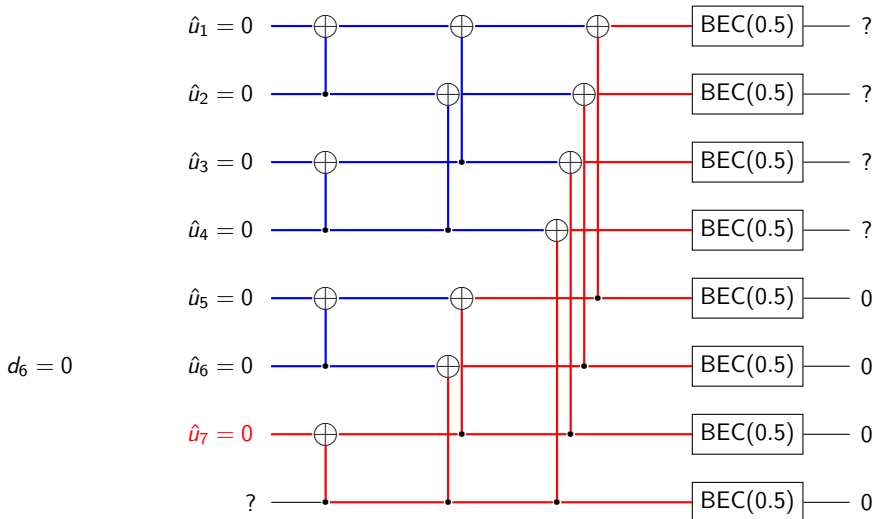 û₁ = 0 BEC(0.5) ?
û₂ = 0 BEC(0.5) ?
û₃ = 0 BEC(0.5) ?
û₄ = 0 BEC(0.5) ?
û₅ = 0 BEC(0.5) 0
d₆ = 0 û₆ = 0 BEC(0.5) 0
û₇ = 0 BEC(0.5) 0
? BEC(0.5) 0